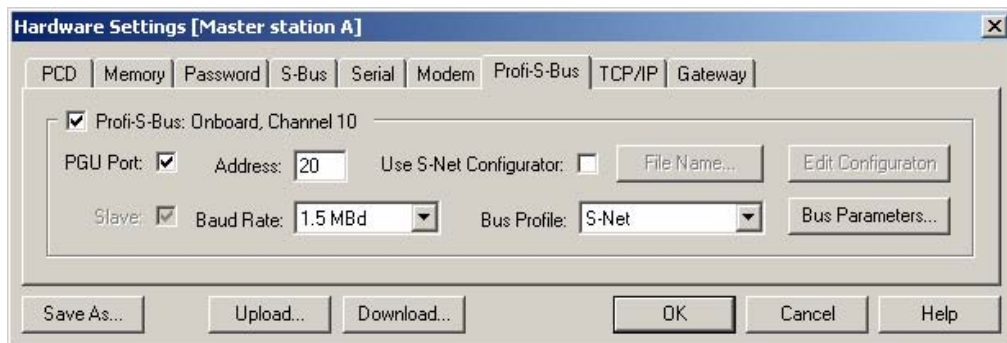 Hardware Settings [Master station A]
PCD Memory Password S-Bus Serial Modem Profi-S-Bus TCP/IP Gateway
Profi-S-Bus: Onboard, Channel 10
PGU Port: Address: 20 Use S-Net Configurator: File Name... Edit Configuraton
Slave: Baud Rate: 1.5 MBd Bus Profile: S-Net Bus Parameters...
Save As... Upload... Download... OK Cancel Help